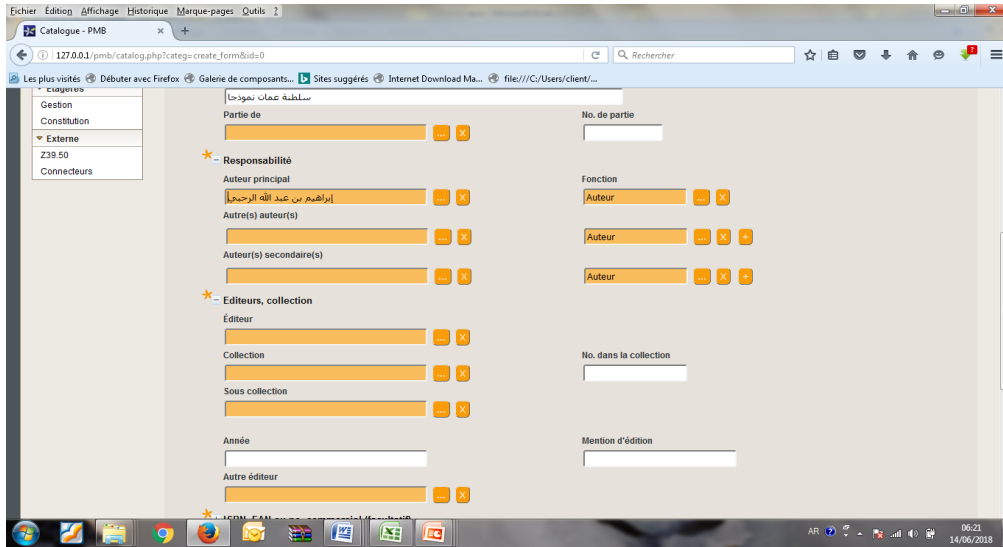 Fichier Édition Affichage Historique Marque-pages Outils ?
Catalogue - PMB × +
127.0.0.1/pmb/catalog.php?categ=create_form&id=0 Rechercher
Les plus visités Débuter avec Firefox Galerie de composants... Sites suggérés Internet Download Ma... file:///C:/Users/client/...
Etagères
Gestion
Constitution
Externe
Z39.50
Connecteurs
سلطنة عمان نموذجا
Partie de No. de partie
... X
Responsabilité
Auteur principal Fonction
إبراهيم بن عبد الله الرحبي ... X Auteur ... X
Autre(s) auteur(s)
... X Auteur ... X +
Auteur(s) secondaire(s)
... X Auteur ... X +
Editeurs, collection
Éditeur
... X
Collection No. dans la collection
... X
Sous collection
... X
Année Mention d'édition
Autre éditeur
... X
AR 06:21
14/06/2018